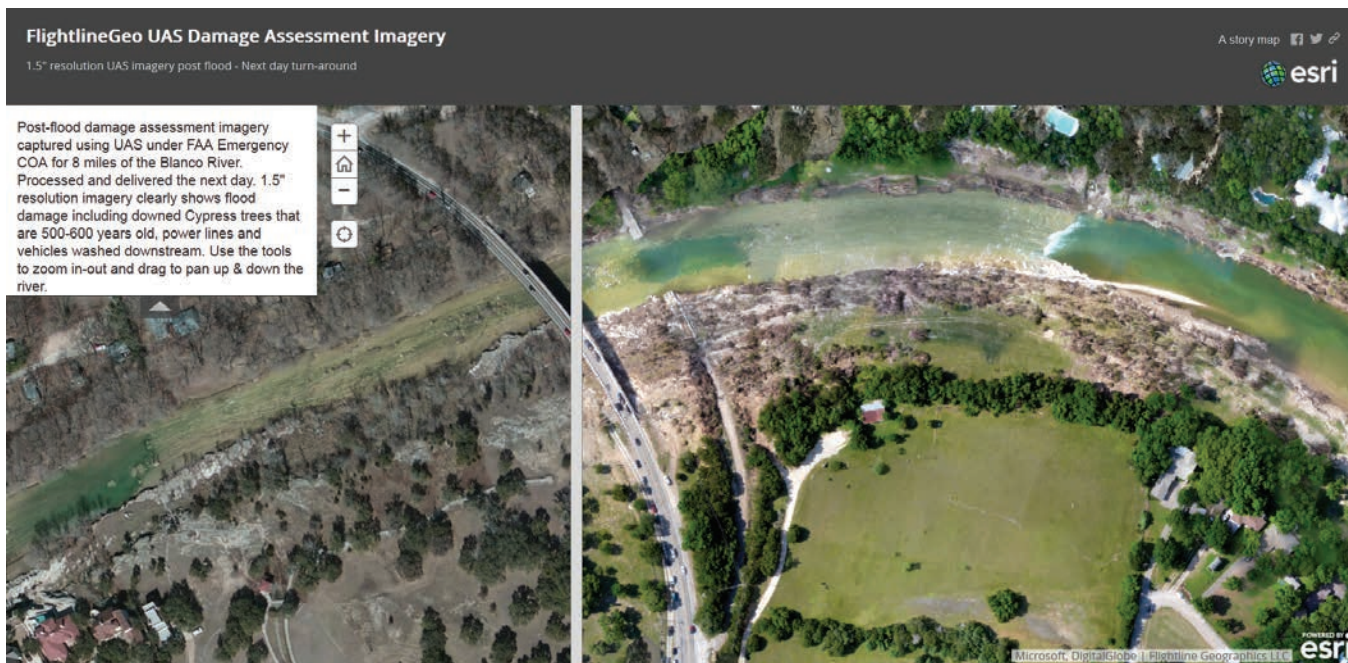 FlightlineGeo UAS Damage Assessment Imagery
1.5" resolution UAS imagery post flood - Next day turn-around
A story map
esri
Post-flood damage assessment imagery
captured using UAS under FAA Emergency
COA for 8 miles of the Blanco River.
Processed and delivered the next day. 1.5"
resolution imagery clearly shows flood
damage including downed Cypress trees that
are 500-600 years old, power lines and
vehicles washed downstream. Use the tools
to zoom in-out and drag to pan up & down the
river.
Microsoft, DigitalGlobe | Flightline Geographics LLC
POWERED BY
esri